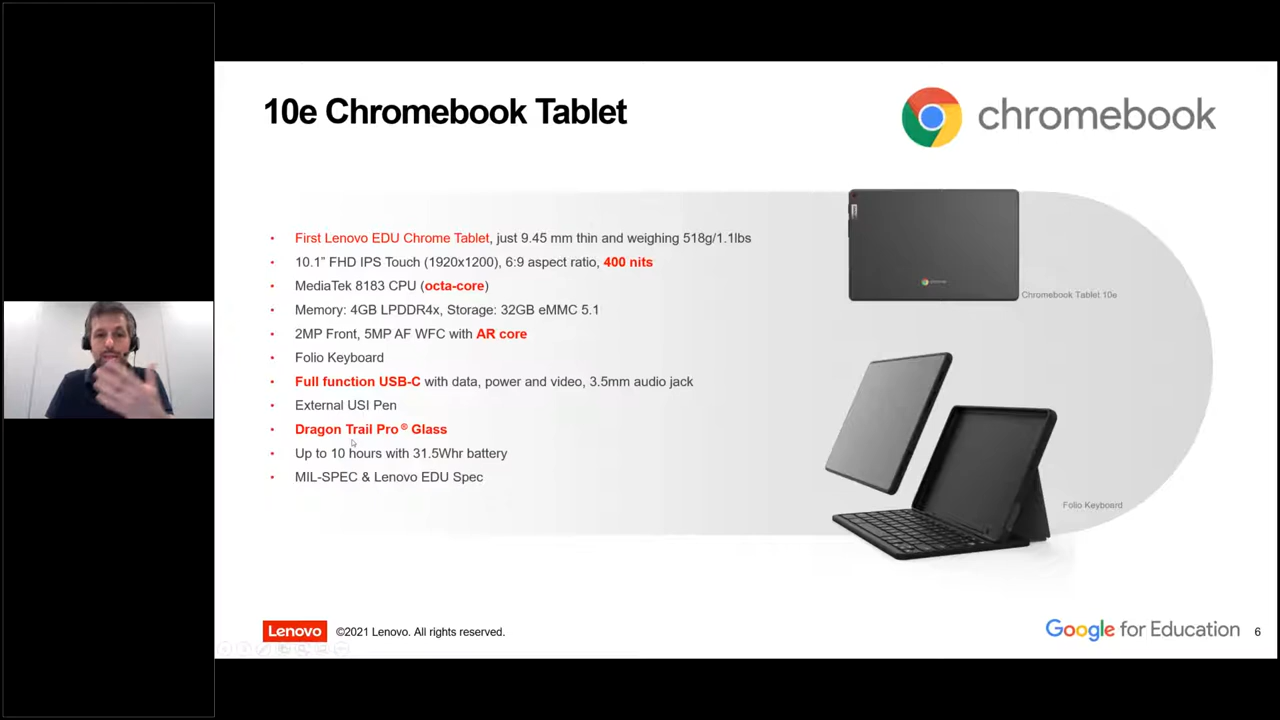 10e Chromebook Tablet
chromebook
First Lenovo EDU Chrome Tablet, just 9.45 mm thin and weighing 518g/1.1lbs
10.1” FHD IPS Touch (1920x1200), 6:9 aspect ratio, 400 nits
MediaTek 8183 CPU (octa-core)
Memory: 4GB LPDDR4x, Storage: 32GB eMMC 5.1
2MP Front, 5MP AF WFC with AR core
Folio Keyboard
Full function USB-C with data, power and video, 3.5mm audio jack
External USI Pen
Dragon Trail Pro® Glass
Up to 10 hours with 31.5Whr battery
MIL-SPEC & Lenovo EDU Spec
Chromebook Tablet 10e
Folio Keyboard
Lenovo ©2021 Lenovo. All rights reserved.
Google for Education 6